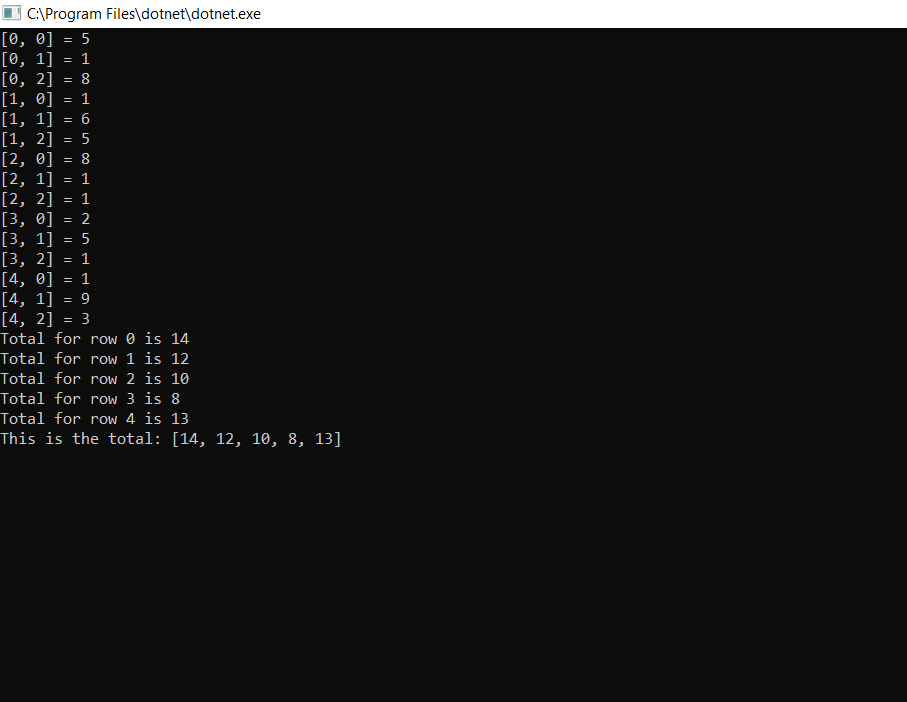 C:\Program Files\dotnet\dotnet.exe
[0, 0] = 5
[0, 1] = 1
[0, 2] = 8
[1, 0] = 1
[1, 1] = 6
[1, 2] = 5
[2, 0] = 8
[2, 1] = 1
[2, 2] = 1
[3, 0] = 2
[3, 1] = 5
[3, 2] = 1
[4, 0] = 1
[4, 1] = 9
[4, 2] = 3
Total for row 0 is 14
Total for row 1 is 12
Total for row 2 is 10
Total for row 3 is 8
Total for row 4 is 13
This is the total: [14, 12, 10, 8, 13]